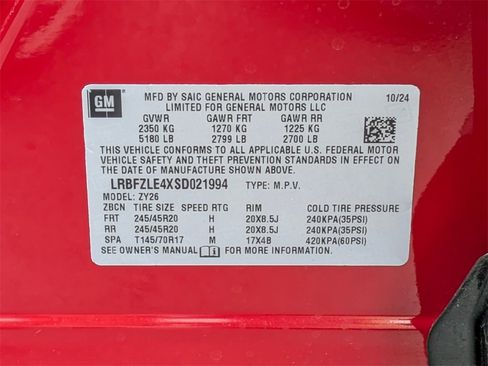 GM
MFD BY SAIC GENERAL MOTORS CORPORATION 10/24
LIMITED FOR GENERAL MOTORS LLC
GVWR GAWR FRT GAWR RR
2350 KG 1270 KG 1225 KG
5180 LB 2799 LB 2700 LB
THIS VEHICLE CONFORMS TO ALL APPLICABLE U.S. FEDERAL MOTOR
VEHICLE SAFETY AND THEFT PREVENTION STANDARDS IN EFFECT ON
THE DATE OF MANUFACTURE SHOWN ABOVE.
LRBFZLE4XSD021994 TYPE: M.P.V.
MODEL: ZY26
ZBCN TIRE SIZE SPEED RTG RIM COLD TIRE PRESSURE
FRT 245/45R20 H 20X8.5J 240KPA(35PSI)
RR 245/45R20 H 20X8.5J 240KPA(35PSI)
SPA T145/70R17 M 17X4B 420KPA(60PSI)
SEE OWNER'S MANUAL i FOR MORE INFORMATION.